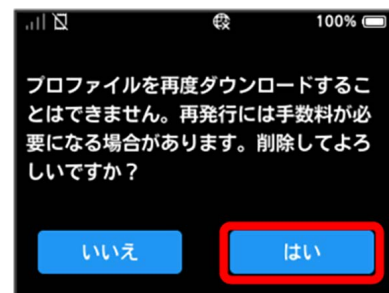 100%
プロファイルを再度ダウンロードするこ
とはできません。再発行には手数料が必
要になる場合があります。削除してよろ
しいですか？
いいえ はい